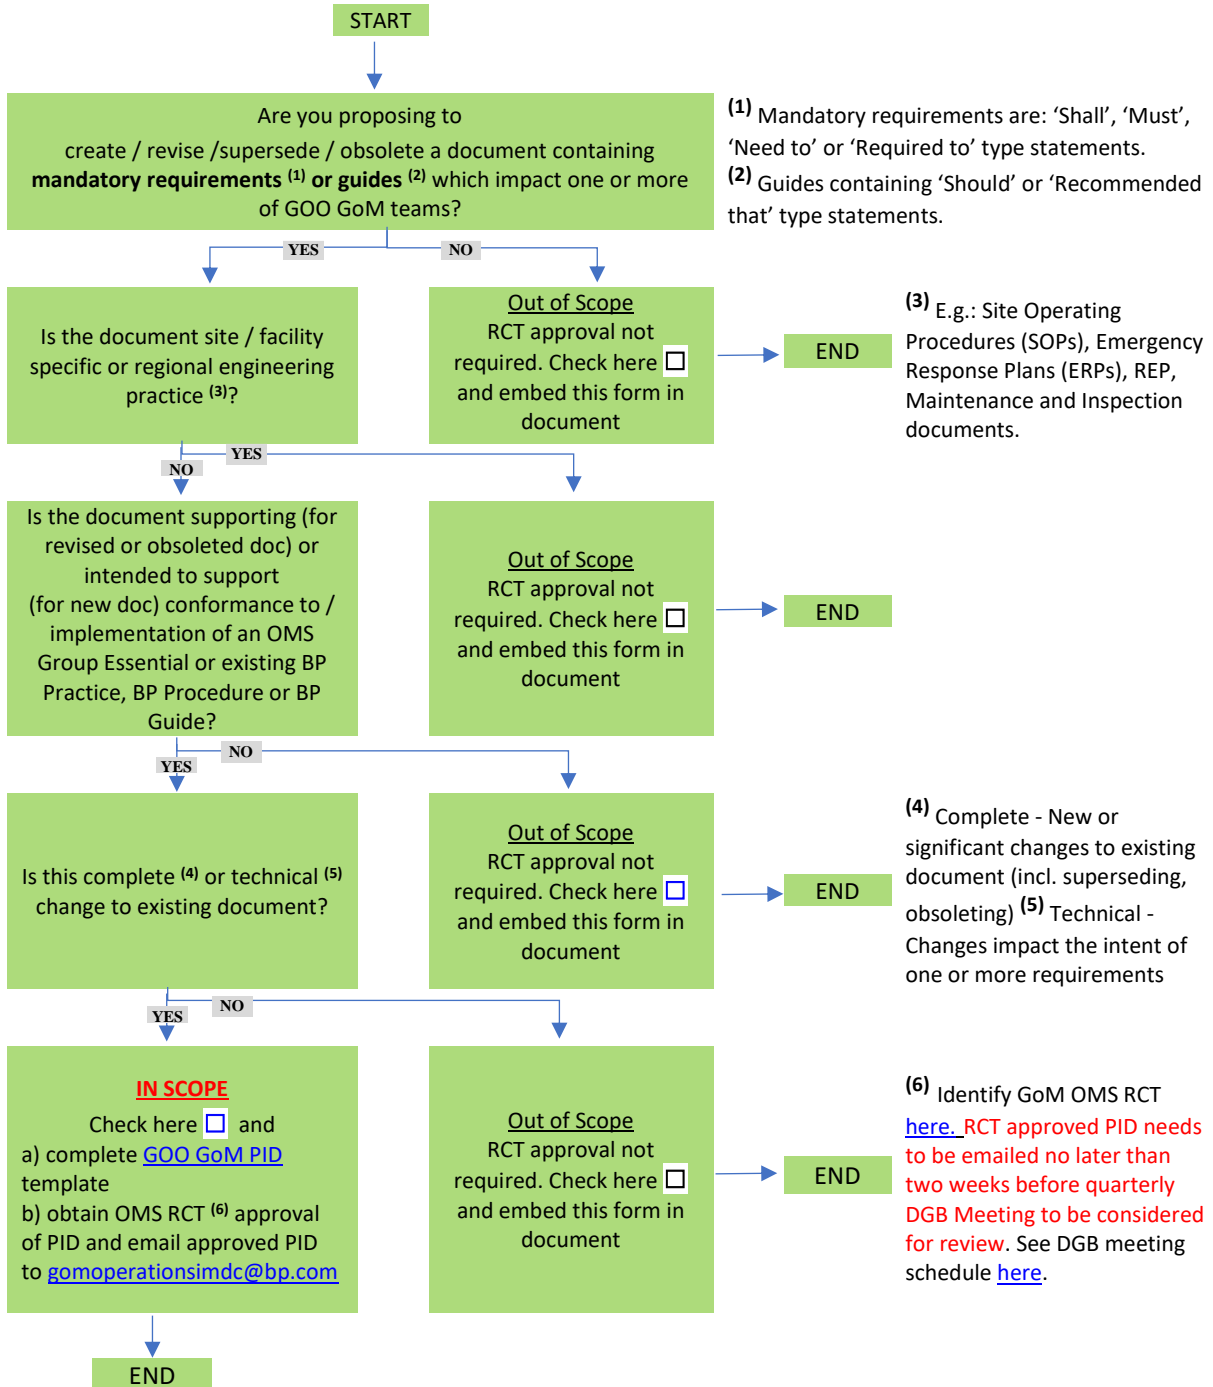 START
Are you proposing to
create / revise /supersede / obsolete a document containing
mandatory requirements (1) or guides (2) which impact one or more
of GOO GoM teams?
(1) Mandatory requirements are: ‘Shall’, ‘Must’,
‘Need to’ or ‘Required to’ type statements.
(2) Guides containing ‘Should’ or ‘Recommended
that’ type statements.
YES
NO
Is the document site / facility
specific or regional engineering
practice (3)?
Out of Scope
RCT approval not
required. Check here ☐
and embed this form in
document
END
(3) E.g.: Site Operating
Procedures (SOPs), Emergency
Response Plans (ERPs), REP,
Maintenance and Inspection
documents.
YES
NO
Is the document supporting (for
revised or obsoleted doc) or
intended to support
(for new doc) conformance to /
implementation of an OMS
Group Essential or existing BP
Practice, BP Procedure or BP
Guide?
Out of Scope
RCT approval not
required. Check here ☐
and embed this form in
document
END
NO
YES
Is this complete (4) or technical (5)
change to existing document?
Out of Scope
RCT approval not
required. Check here ☐
and embed this form in
document
END
(4) Complete - New or
significant changes to existing
document (incl. superseding,
obsoleting) (5) Technical -
Changes impact the intent of
one or more requirements
NO
YES
IN SCOPE
Check here ☐ and
a) complete GOO GoM PID
template
b) obtain OMS RCT (6) approval
of PID and email approved PID
to gomoperationsimdc@bp.com
Out of Scope
RCT approval not
required. Check here ☐
and embed this form in
document
END
(6) Identify GoM OMS RCT
here. RCT approved PID needs
to be emailed no later than
two weeks before quarterly
DGB Meeting to be considered
for review. See DGB meeting
schedule here.
END